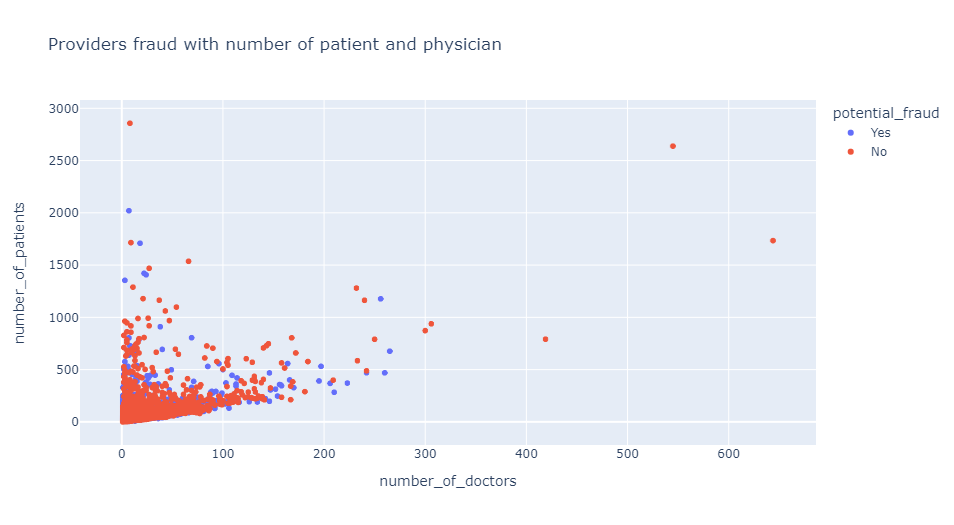 Providers fraud with number of patient and physician
3000
2500
2000
1500
1000
500
0
number_of_patients
0 100 200 300 400 500 600
number_of_doctors
potential_fraud
Yes
No